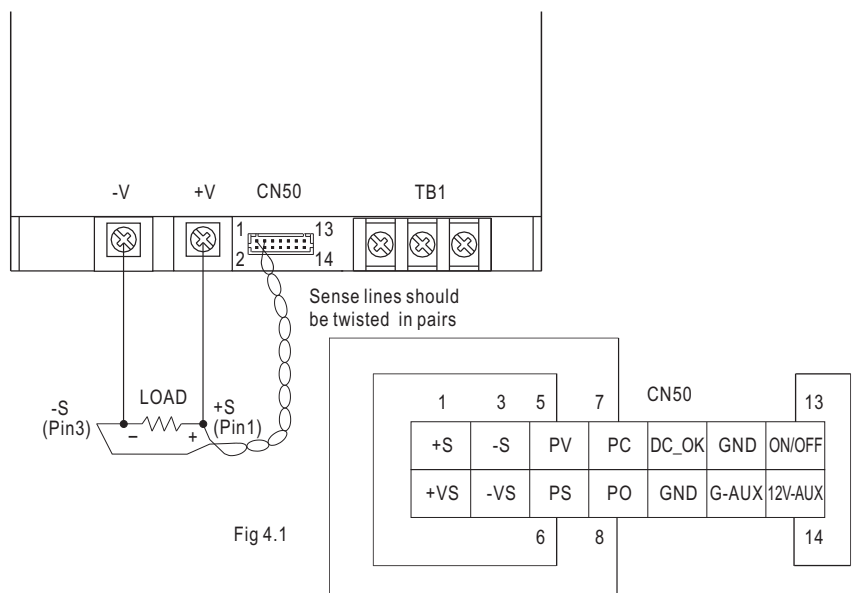 -V +V CN50 TB1
1 13
2 14
Sense lines should
be twisted in pairs
-S LOAD +S
(Pin3) (Pin1)
− +
CN50
1 3 5 7 13
+S -S PV PC DC_OK GND ON/OFF
+VS -VS PS PO GND G-AUX 12V-AUX
6 8 14
Fig 4.1